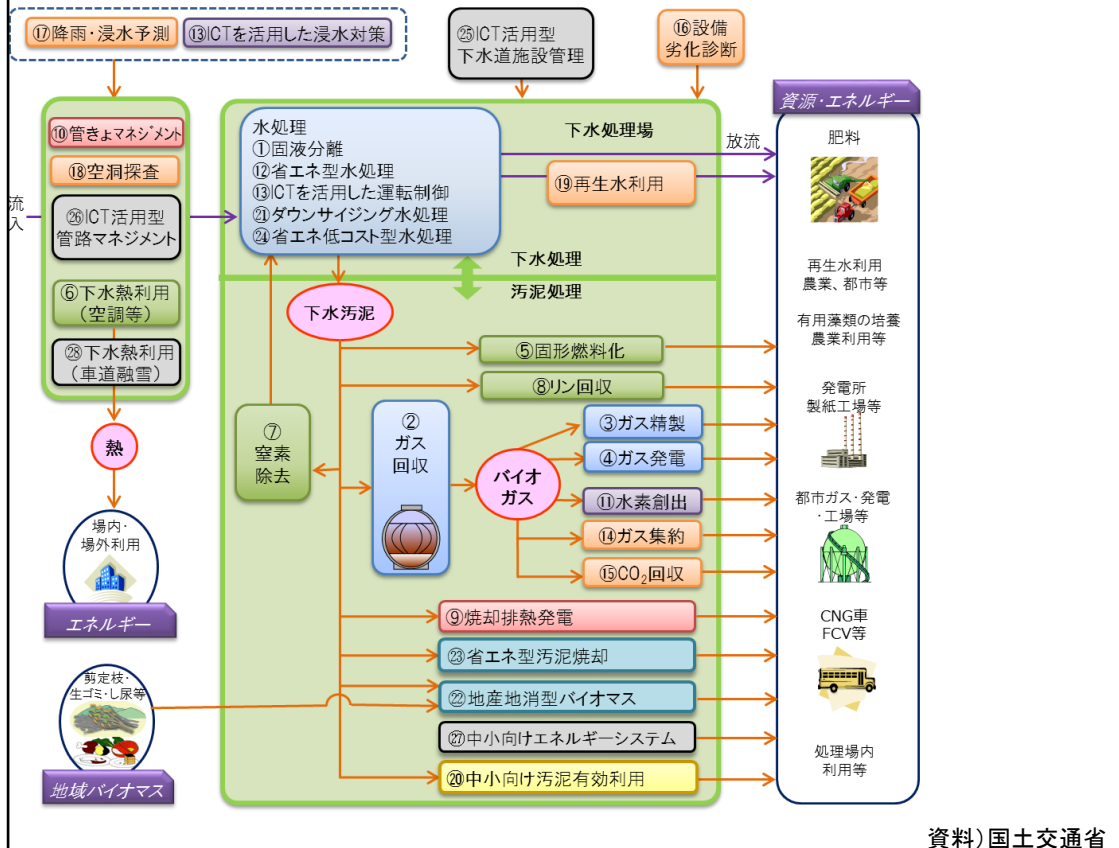 ⑰降雨・浸水予測
⑬ICTを活用した浸水対策
㉕ICT活用型
下水道施設管理
⑯設備
劣化診断
資源・エネルギー
⑩管きょマネジメント
⑱空洞探査
㉖ICT活用型
管路マネジメント
⑥下水熱利用
(空調等)
㉘下水熱利用
(車道融雪)
流
入
熱
場内・
場外利用
エネルギー
剪定枝・
生ゴミ・し尿等
地域バイオマス
水処理
①固液分離
⑫省エネ型水処理
⑬ICTを活用した運転制御
㉑ダウンサイジング水処理
㉔省エネ低コスト型水処理
下水処理場
放流
⑲再生水利用
下水処理
汚泥処理
下水汚泥
⑤固形燃料化
⑧リン回収
⑦
窒素
除去
②
ガス
回収
バイオ
ガス
③ガス精製
④ガス発電
⑪水素創出
⑭ガス集約
⑮CO₂回収
⑨焼却排熱発電
㉓省エネ型汚泥焼却
㉒地産地消型バイオマス
㉗中小向けエネルギーシステム
⑳中小向け汚泥有効利用
肥料
再生水利用
農業、都市等
有用藻類の培養
農業利用等
発電所
製紙工場等
都市ガス・発電
・工場等
CNG車
FCV等
処理場内
利用等
資料)国土交通省